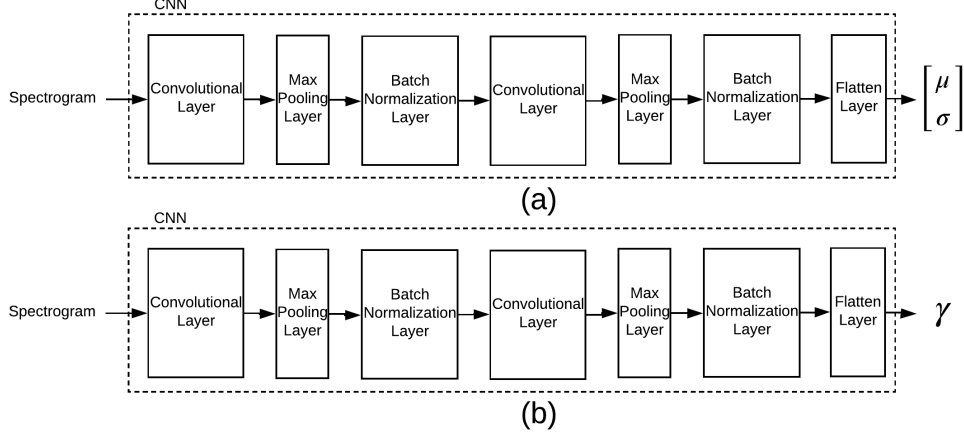 CNN
Spectrogram
Convolutional
Layer
Max
Pooling
Layer
Batch
Normalization
Layer
Convolutional
Layer
Max
Pooling
Layer
Batch
Normalization
Layer
Flatten
Layer
μ
σ
(a)
CNN
Spectrogram
Convolutional
Layer
Max
Pooling
Layer
Batch
Normalization
Layer
Convolutional
Layer
Max
Pooling
Layer
Batch
Normalization
Layer
Flatten
Layer
γ
(b)